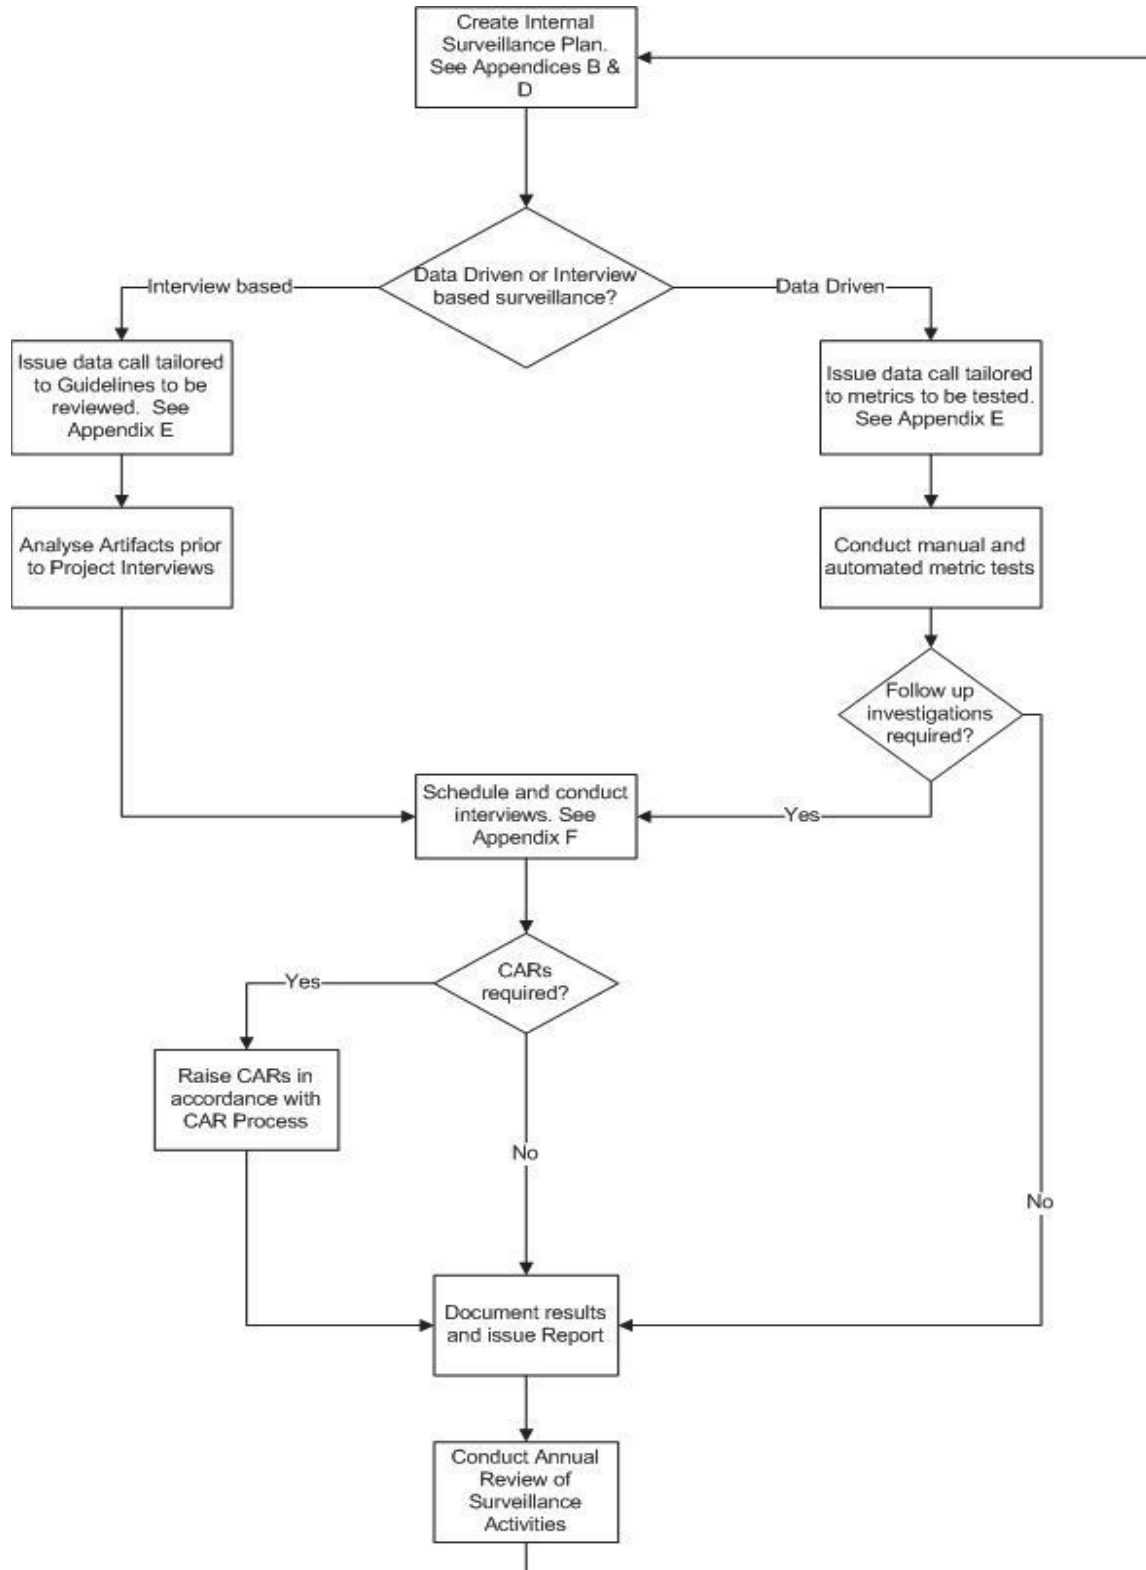 Create Internal
Surveillance Plan.
See Appendices B &
D
Data Driven or Interview
based surveillance?
Interview based
Data Driven
Issue data call tailored
to Guidelines to be
reviewed. See
Appendix E
Issue data call tailored
to metrics to be tested.
See Appendix E
Analyse Artifacts prior
to Project Interviews
Conduct manual and
automated metric tests
Follow up
investigations
required?
Schedule and conduct
interviews. See
Appendix F
Yes
CARs
required?
Yes
Raise CARs in
accordance with
CAR Process
No
No
Document results
and issue Report
Conduct Annual
Review of
Surveillance
Activities